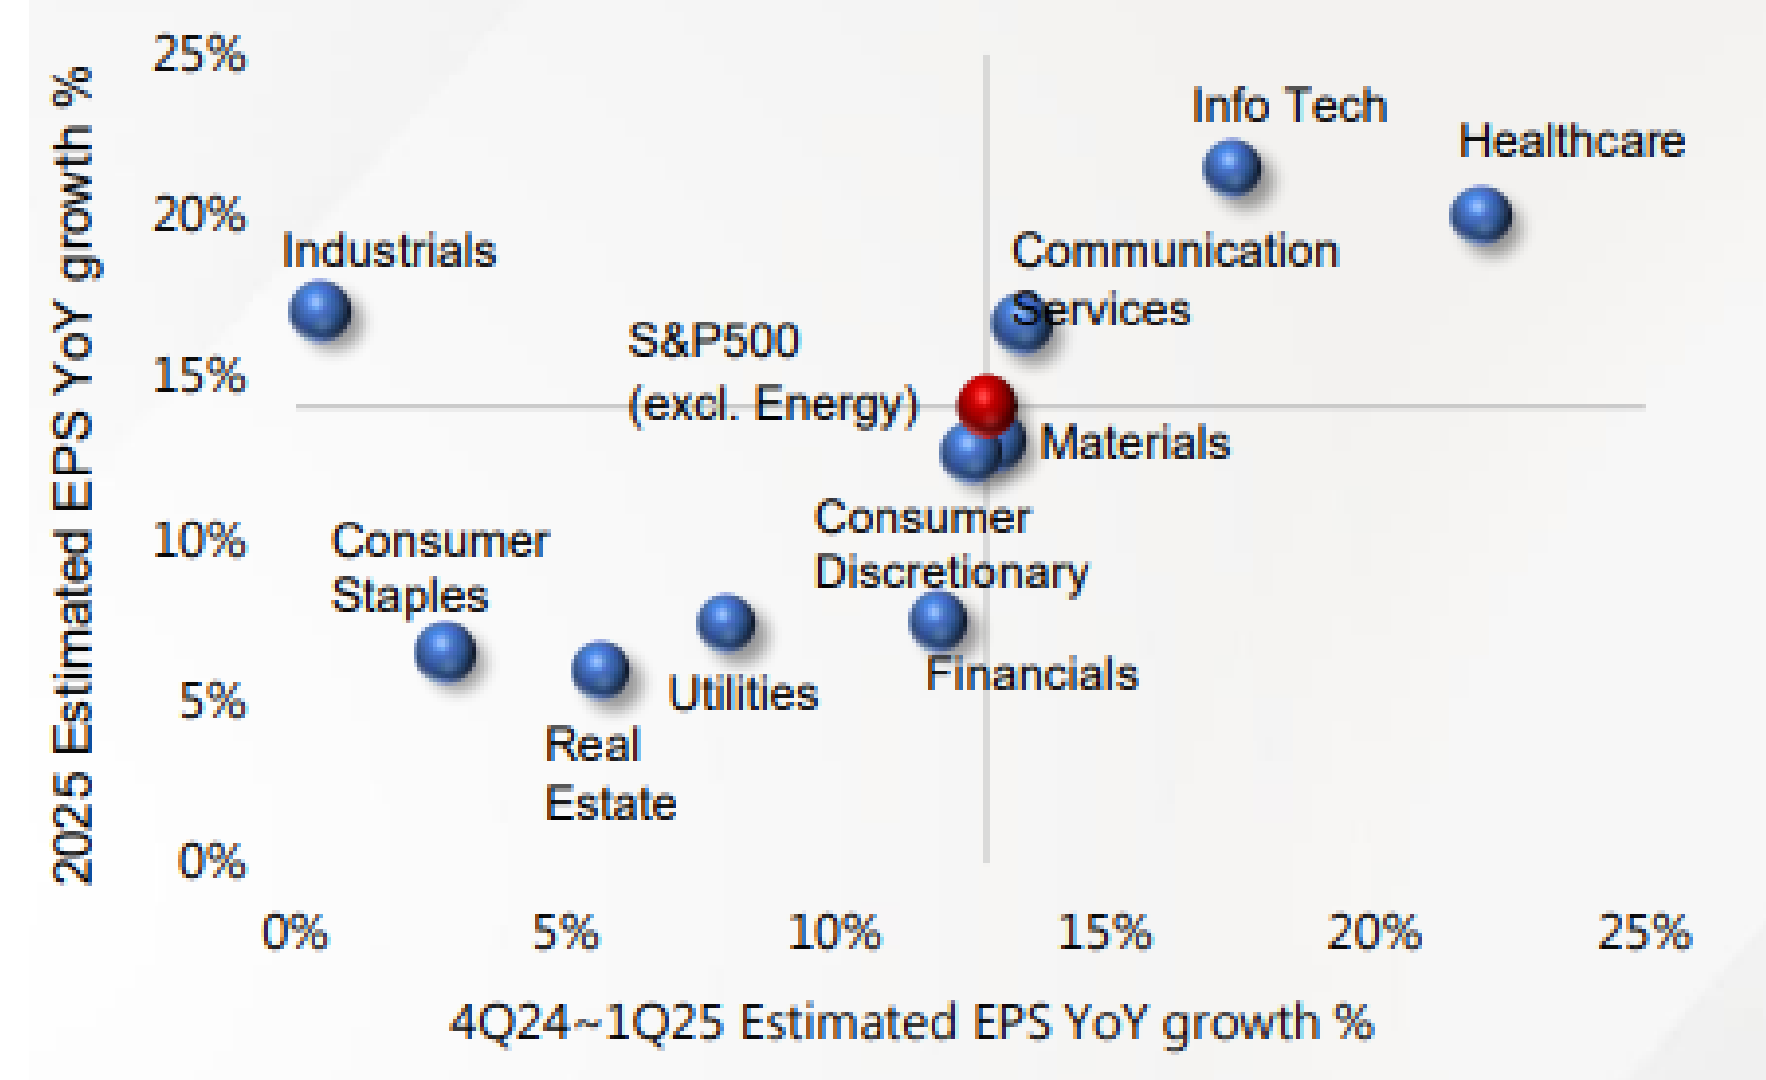 2025 Estimated EPS YoY growth %
25%
20%
15%
10%
5%
0%
Info Tech
Healthcare
Industrials
Communication
Services
S&P500
(excl. Energy)
Materials
Consumer
Discretionary
Consumer
Staples
Utilities
Financials
Real
Estate
0%
5%
10%
15%
20%
25%
4Q24~1Q25 Estimated EPS YoY growth %